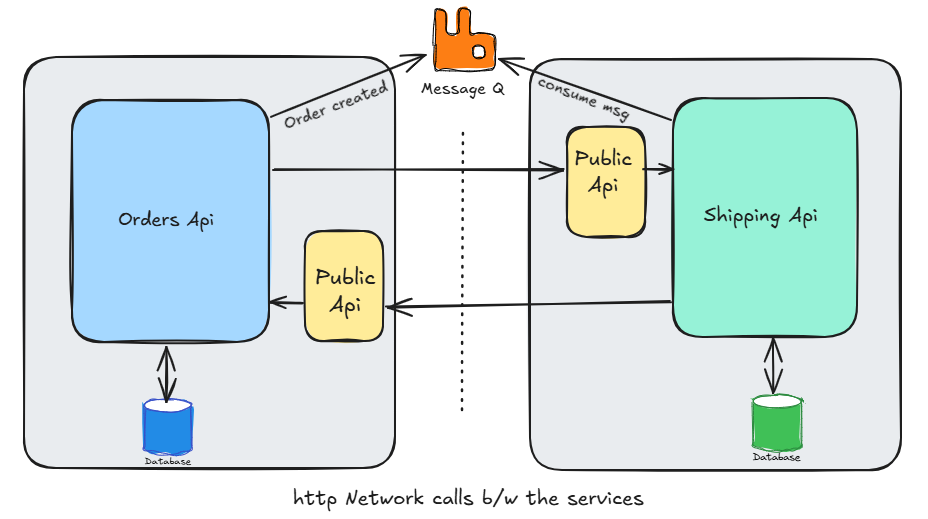 Message Q
Order created
consume msg
Public
Api
Orders Api
Shipping Api
Public
Api
Database
Database
http Network calls b/w the services